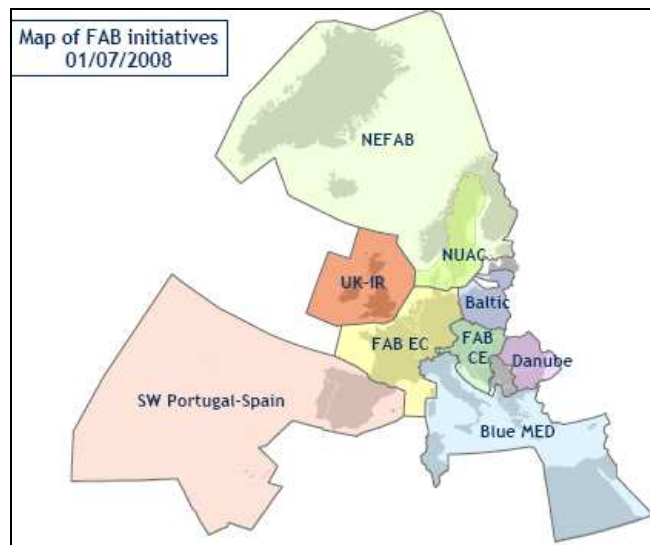 Map of FAB initiatives
01/07/2008
NEFAB
NUAC
UK-IR
Baltic
FAB EC
FAB
CE
Danube
SW Portugal-Spain
Blue MED